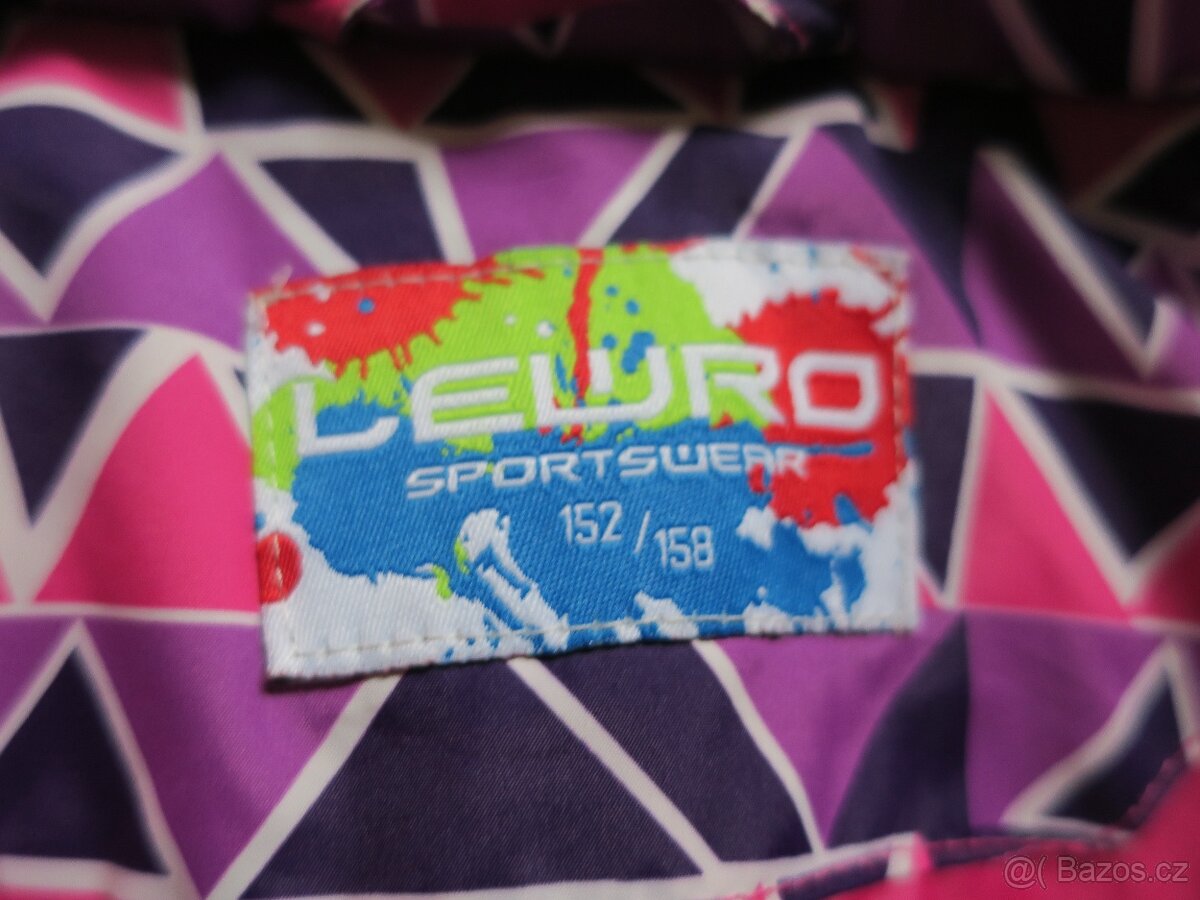 LEWRO
SPORTSWEAR
152/158
@( Bazos.cz